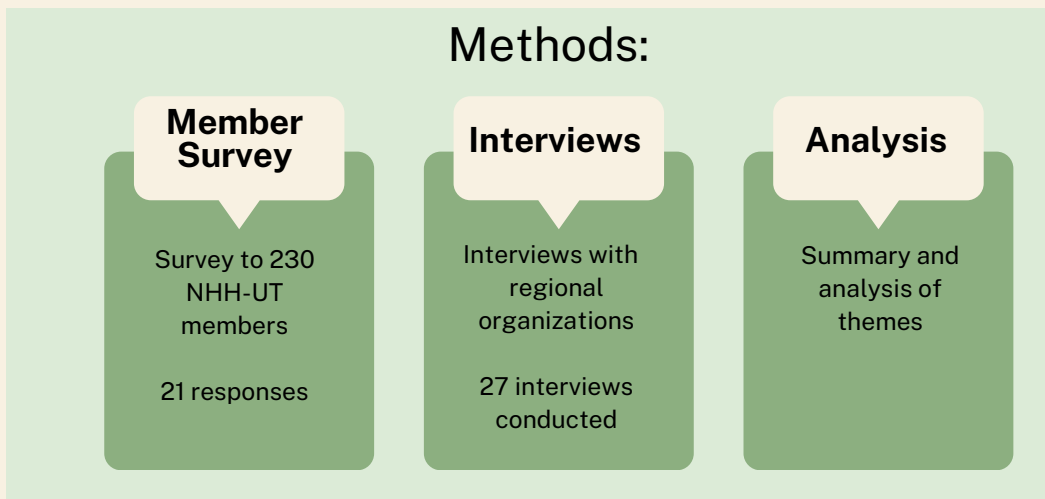 Methods:
Member
Survey
Survey to 230
NHH-UT
members
21 responses
Interviews
Interviews with
regional
organizations
27 interviews
conducted
Analysis
Summary and
analysis of
themes